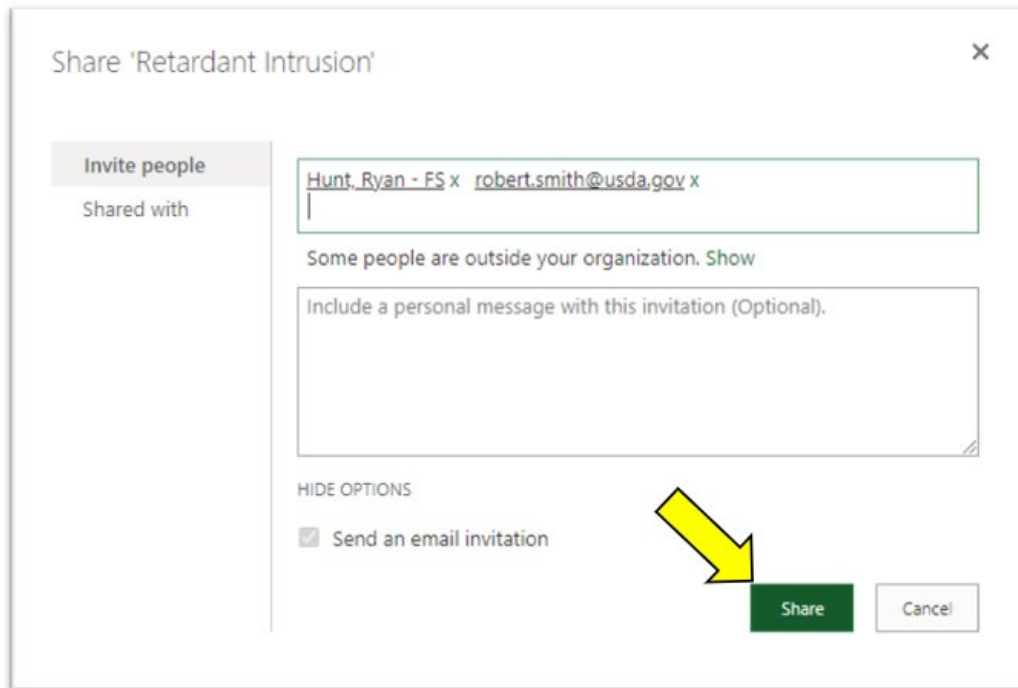 Share 'Retardant Intrusion'
Invite people
Shared with
Hunt, Ryan - FS x robert.smith@usda.gov x
Some people are outside your organization. Show
Include a personal message with this invitation (Optional).
HIDE OPTIONS
Send an email invitation
Share
Cancel